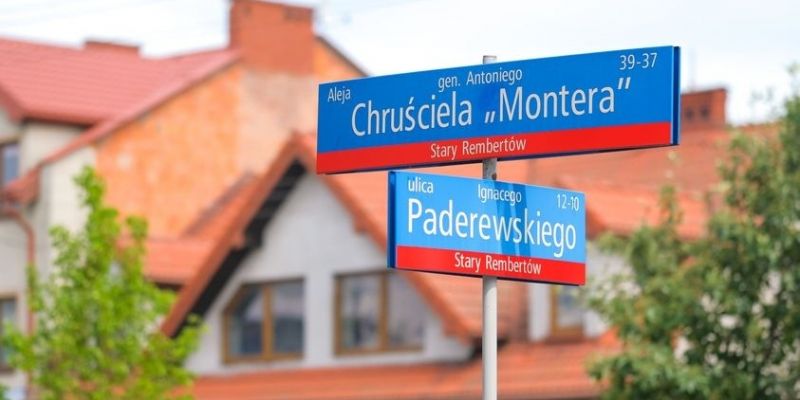 Aleja gen. Antoniego 39-37
Chruściela „Montera”
Stary Rembertów
ulica Ignacego 12-10
Paderewskiego
Stary Rembertów